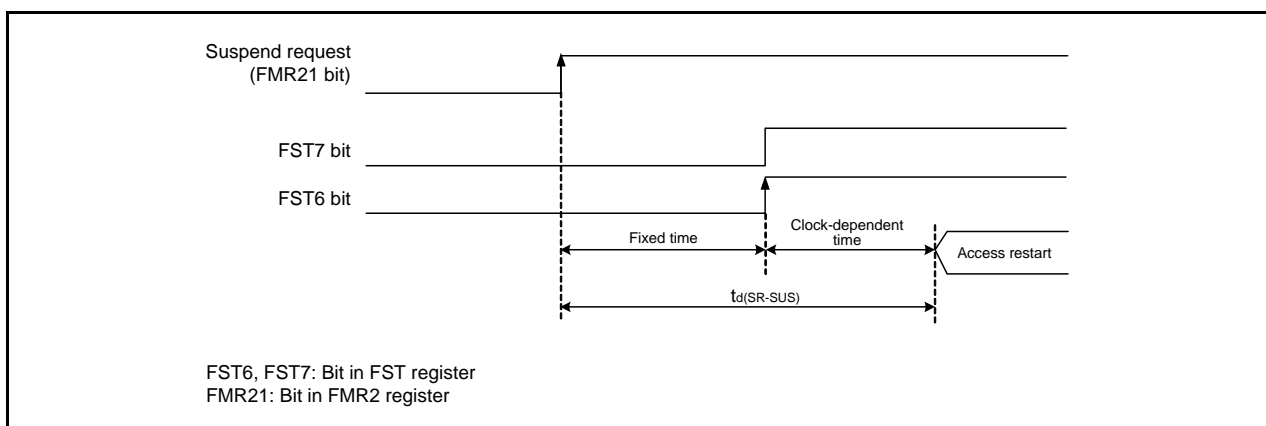 Suspend request
(FMR21 bit)
FST7 bit
FST6 bit
Fixed time
Clock-dependent
time
Access restart
td(SR-SUS)
FST6, FST7: Bit in FST register
FMR21: Bit in FMR2 register